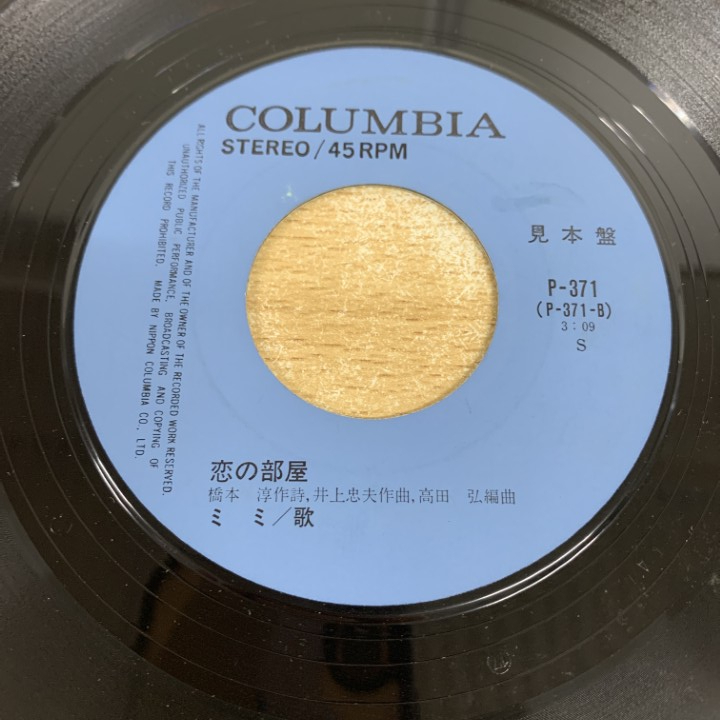 COLUMBIA
STEREO/45RPM
見本盤
P-371
(P-371-B)
3:09
S
ALL RIGHTS OF THE MANUFACTURER AND OF THE OWNER OF THE RECORDED WORK RESERVED.
UNAUTHORIZED PUBLIC PERFORMANCE, BROADCASTING AND COPYING OF
THIS RECORD PROHIBITED. MADE BY NIPPON COLUMBIA CO., LTD.
恋の部屋
橋本 淳作詩,井上忠夫作曲,高田 弘編曲
ミ ミ/歌